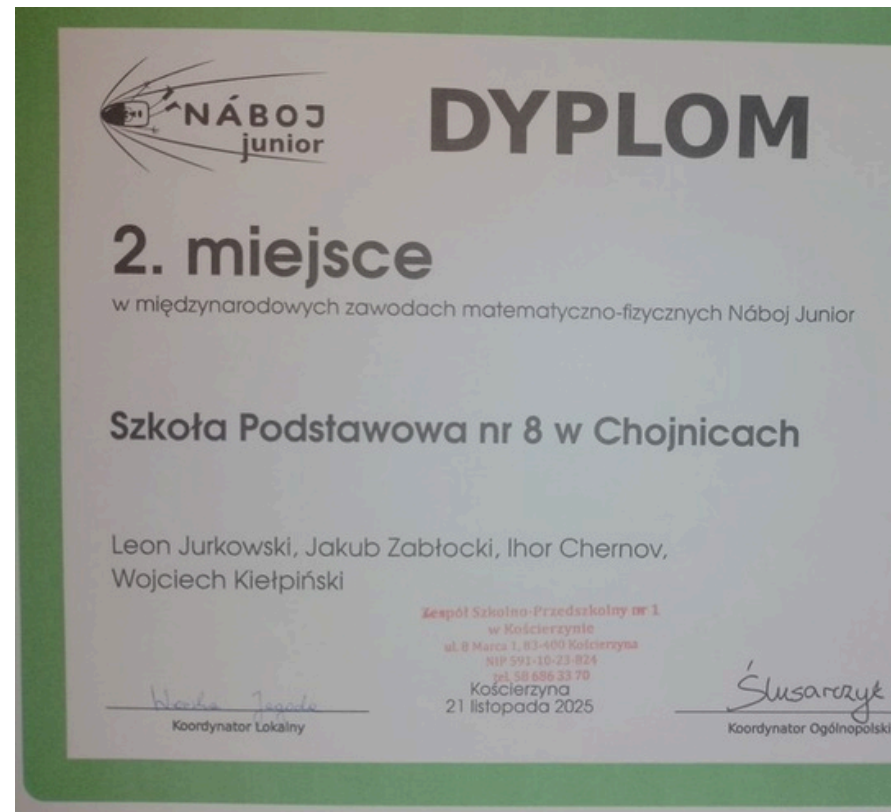 NÁBOJ
junior
DYPLOM
2. miejsce
w międzynarodowych zawodach matematyczno-fizycznych Náboj Junior
Szkoła Podstawowa nr 8 w Chojnicach
Leon Jurkowski, Jakub Zabłocki, Ihor Chernov,
Wojciech Kiełpiński
Zespół Szkolno-Przedszkolny nr 1
w Kościerzynie
ul. 8 Marca 1, 83-400 Kościerzyna
NIP 591-10-23-824
tel. 58 686 33 70
Kościerzyna
21 listopada 2025
Koordynator Lokalny
Ślusarczyk
Koordynator Ogólnopolski